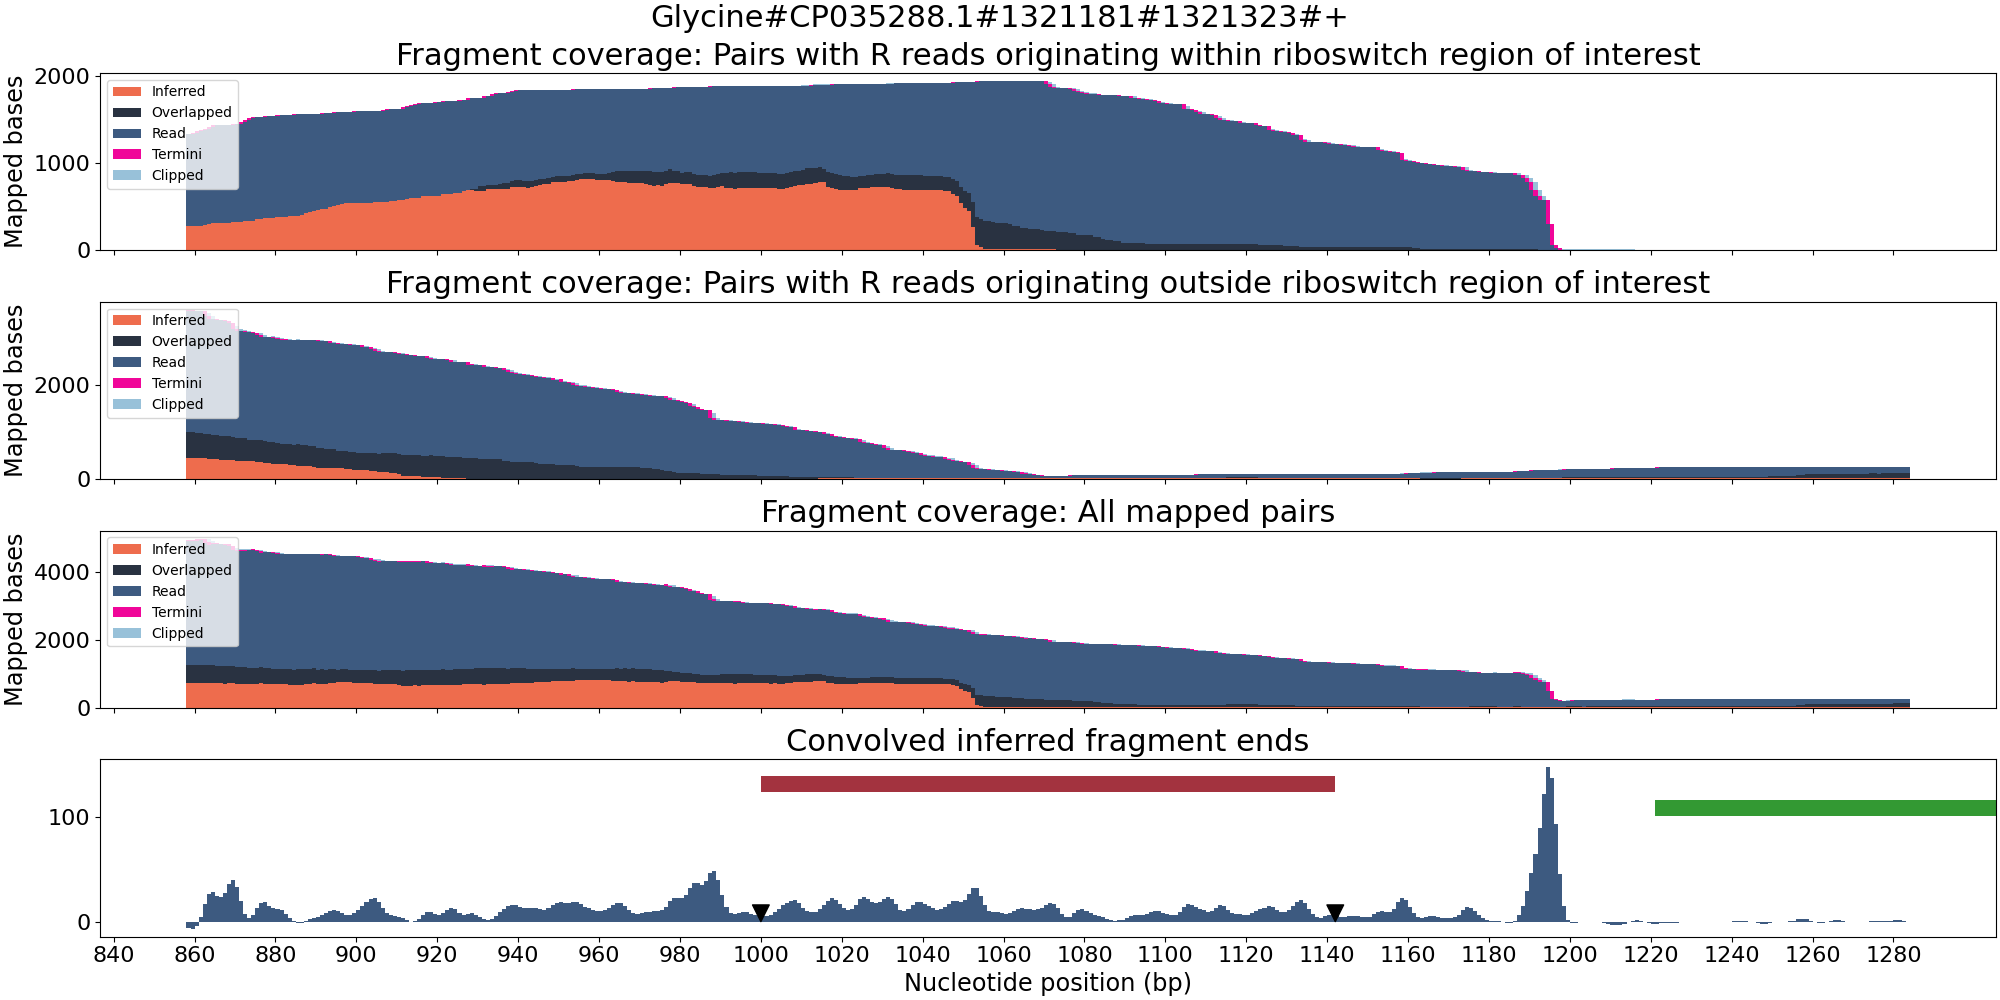 Glycine#CP035288.1#1321181#1321323#+
Fragment coverage: Pairs with R reads originating within riboswitch region of interest
Mapped bases
2000
1000
0
Inferred
Overlapped
Read
Termini
Clipped
Fragment coverage: Pairs with R reads originating outside riboswitch region of interest
Mapped bases
2000
0
Inferred
Overlapped
Read
Termini
Clipped
Fragment coverage: All mapped pairs
Mapped bases
4000
2000
0
Inferred
Overlapped
Read
Termini
Clipped
Convolved inferred fragment ends
100
0
840 860 880 900 920 940 960 980 1000 1020 1040 1060 1080 1100 1120 1140 1160 1180 1200 1220 1240 1260 1280
Nucleotide position (bp)